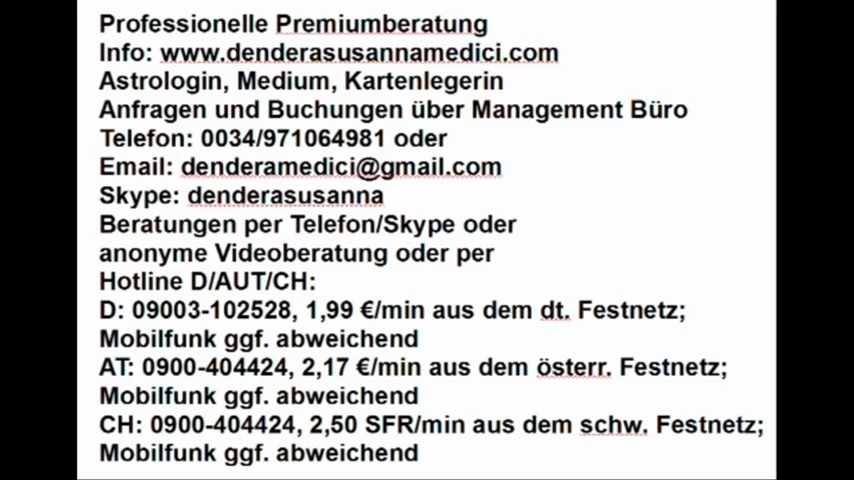 Professionelle Premiumberatung
Info: www.denderasusannamedici.com
Astrologin, Medium, Kartenlegerin
Anfragen und Buchungen über Management Büro
Telefon: 0034/971064981 oder
Email: denderamedici@gmail.com
Skype: denderasusanna
Beratungen per Telefon/Skype oder
anonyme Videoberatung oder per
Hotline D/AUT/CH:
D: 09003-102528, 1,99 €/min aus dem dt. Festnetz;
Mobilfunk ggf. abweichend
AT: 0900-404424, 2,17 €/min aus dem österr. Festnetz;
Mobilfunk ggf. abweichend
CH: 0900-404424, 2,50 SFR/min aus dem schw. Festnetz;
Mobilfunk ggf. abweichend